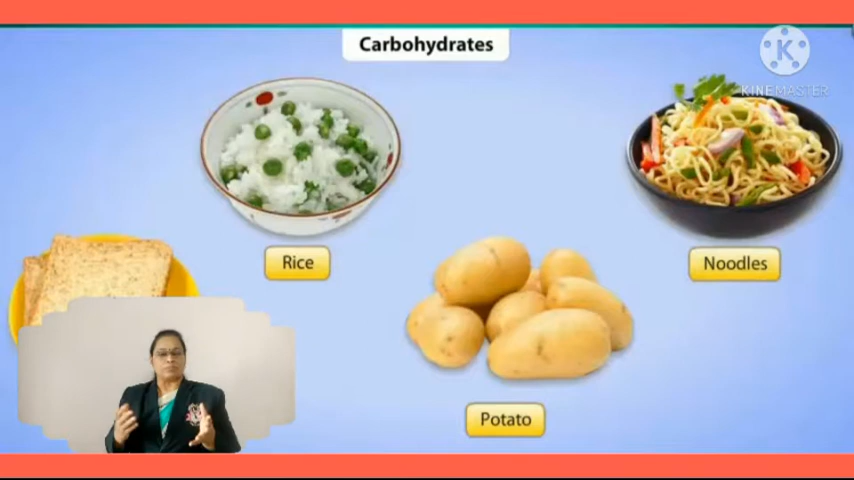 Carbohydrates
K
KINEMASTER
Rice
Noodles
Potato